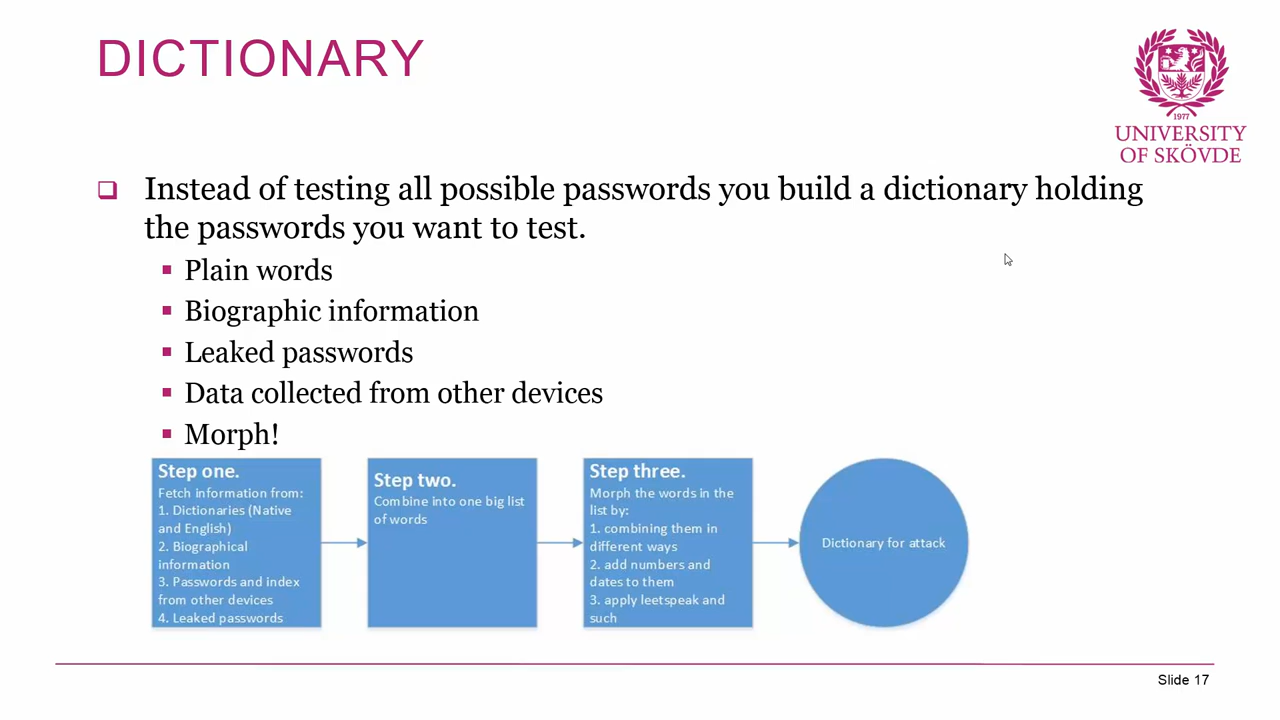 DICTIONARY
1977
UNIVERSITY
OF SKÖVDE
Instead of testing all possible passwords you build a dictionary holding
the passwords you want to test.
Plain words
Biographic information
Leaked passwords
Data collected from other devices
Morph!
Step one.
Fetch information from:
1. Dictionaries (Native
and English)
2. Biographical
information
3. Passwords and index
from other devices
4. Leaked passwords
Step two.
Combine into one big list
of words
Step three.
Morph the words in the
list by:
1. combining them in
different ways
2. add numbers and
dates to them
3. apply leetspeak and
such
Dictionary for attack
Slide 17